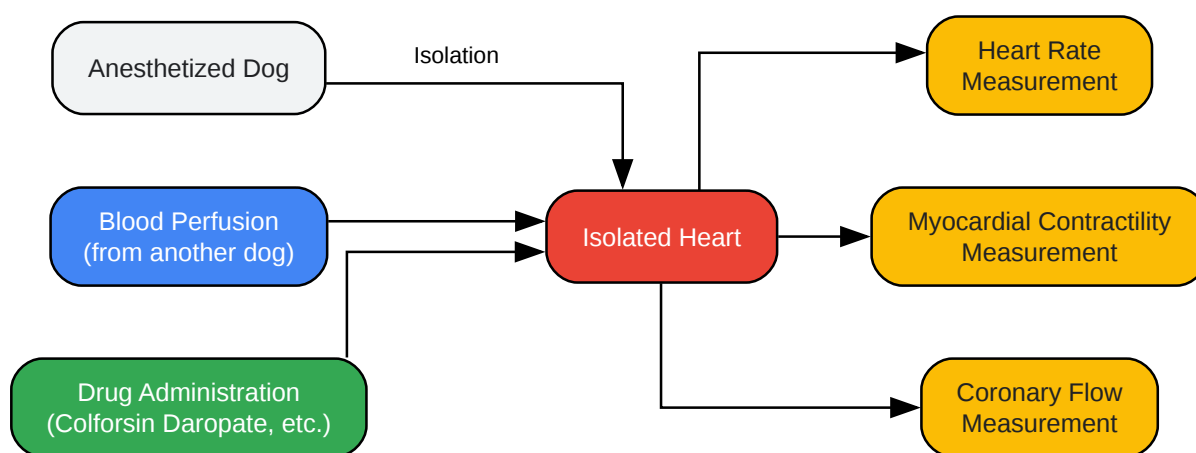 Anesthetized Dog
Isolation
Heart Rate
Measurement
Blood Perfusion
(from another dog)
Isolated Heart
Myocardial Contractility
Measurement
Drug Administration
(Colforsin Daropate, etc.)
Coronary Flow
Measurement